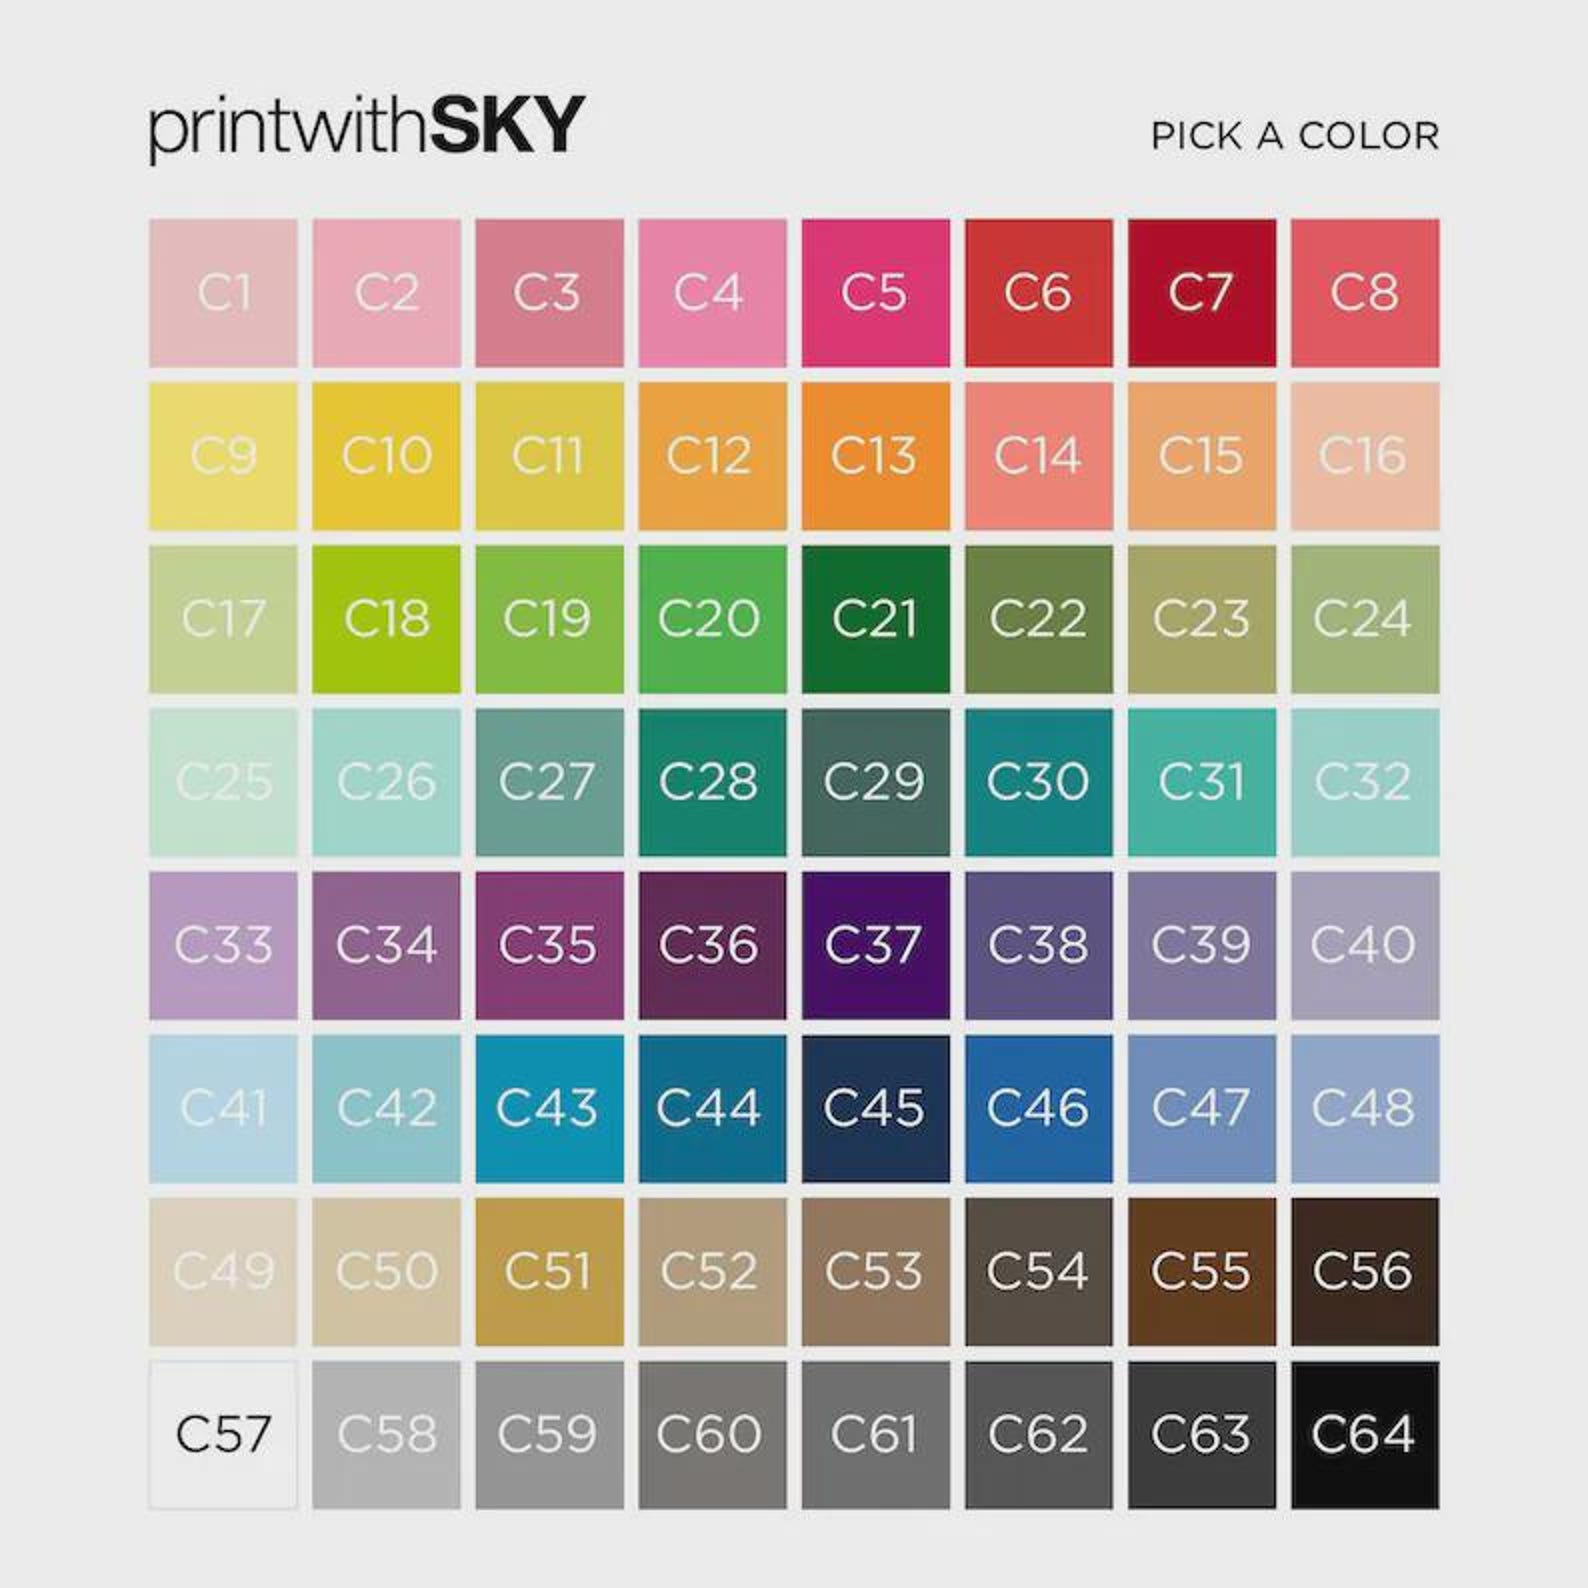 printwithSKY
PICK A COLOR
C1 C2 C3 C4 C5 C6 C7 C8
C9 C10 C11 C12 C13 C14 C15 C16
C17 C18 C19 C20 C21 C22 C23 C24
C25 C26 C27 C28 C29 C30 C31 C32
C33 C34 C35 C36 C37 C38 C39 C40
C41 C42 C43 C44 C45 C46 C47 C48
C49 C50 C51 C52 C53 C54 C55 C56
C57 C58 C59 C60 C61 C62 C63 C64